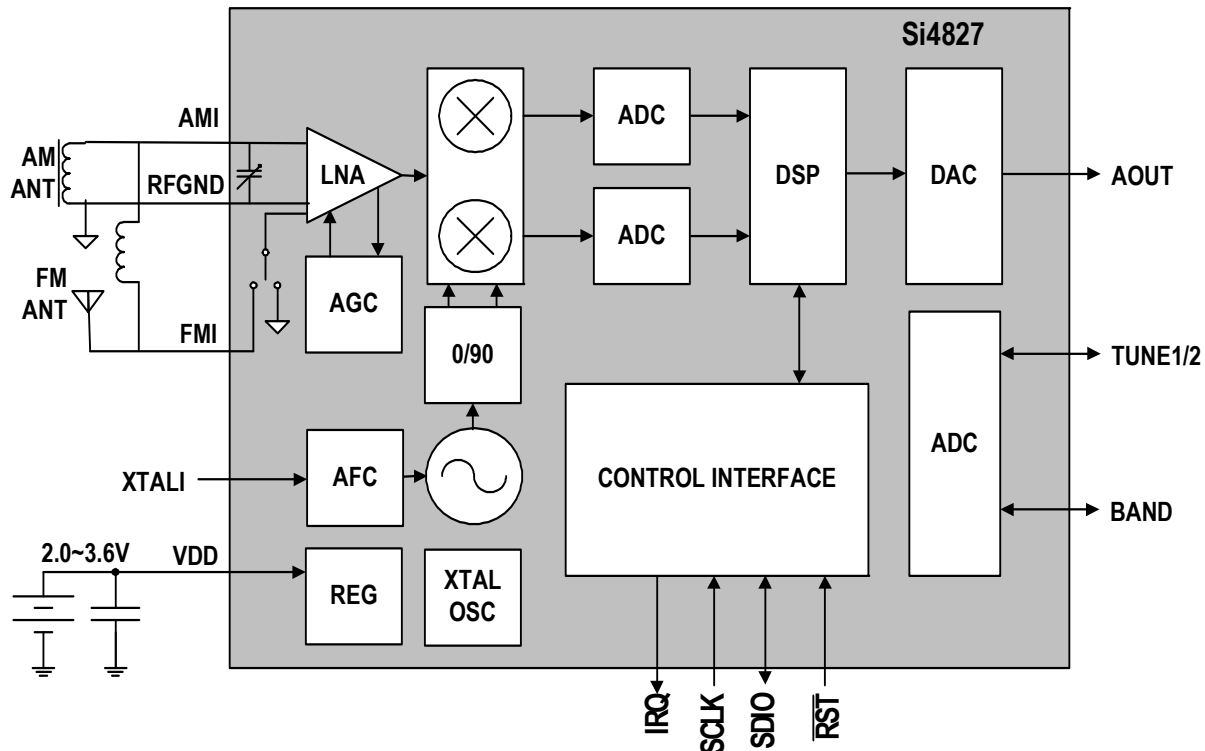 Si4827
AMI
AM
ANT
RFGND
LNA
ADC
DSP
DAC
AOUT
ADC
FM
ANT
FMI
AGC
0/90
TUNE1/2
ADC
CONTROL INTERFACE
XTALI
AFC
BAND
2.0~3.6V
VDD
REG
XTAL
OSC
IRQ
SCLK
SDIO
RST